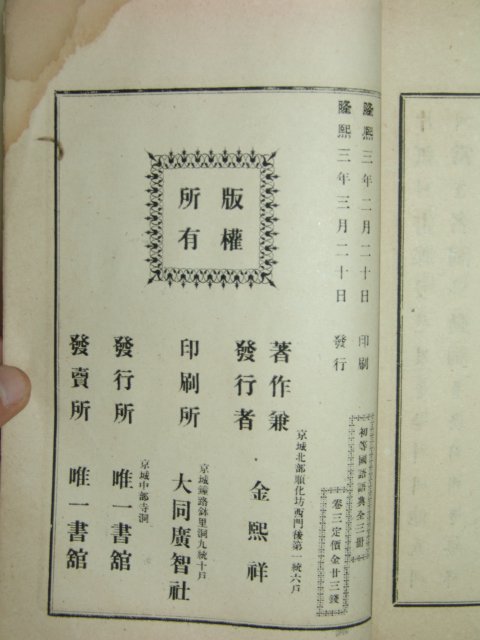 初等國語語典全三冊
卷三定價金廿三錢
隆熙三年二月二十日 印刷
隆熙三年三月二十日 發行
版權
所有
京城北部順化坊西門後第一統六戶
著作兼
發行者 金熙祥
京城鐘路鉢里洞九統十戶
印刷所 大同廣智社
京城中部寺洞
發行所 唯一書舘
發賣所 唯一書舘